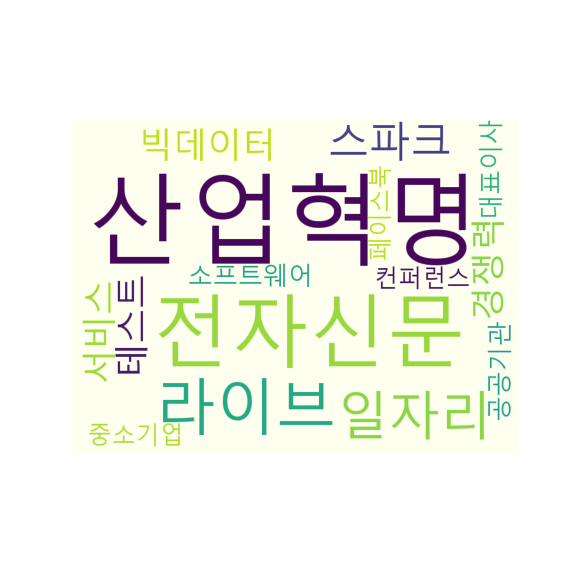 빅데이터
스파크
대표이사
페이스북
산업혁명
경쟁력
소프트웨어
컨퍼런스
서비스
테스트
전자신문
공공기관
라이브
일자리
중소기업